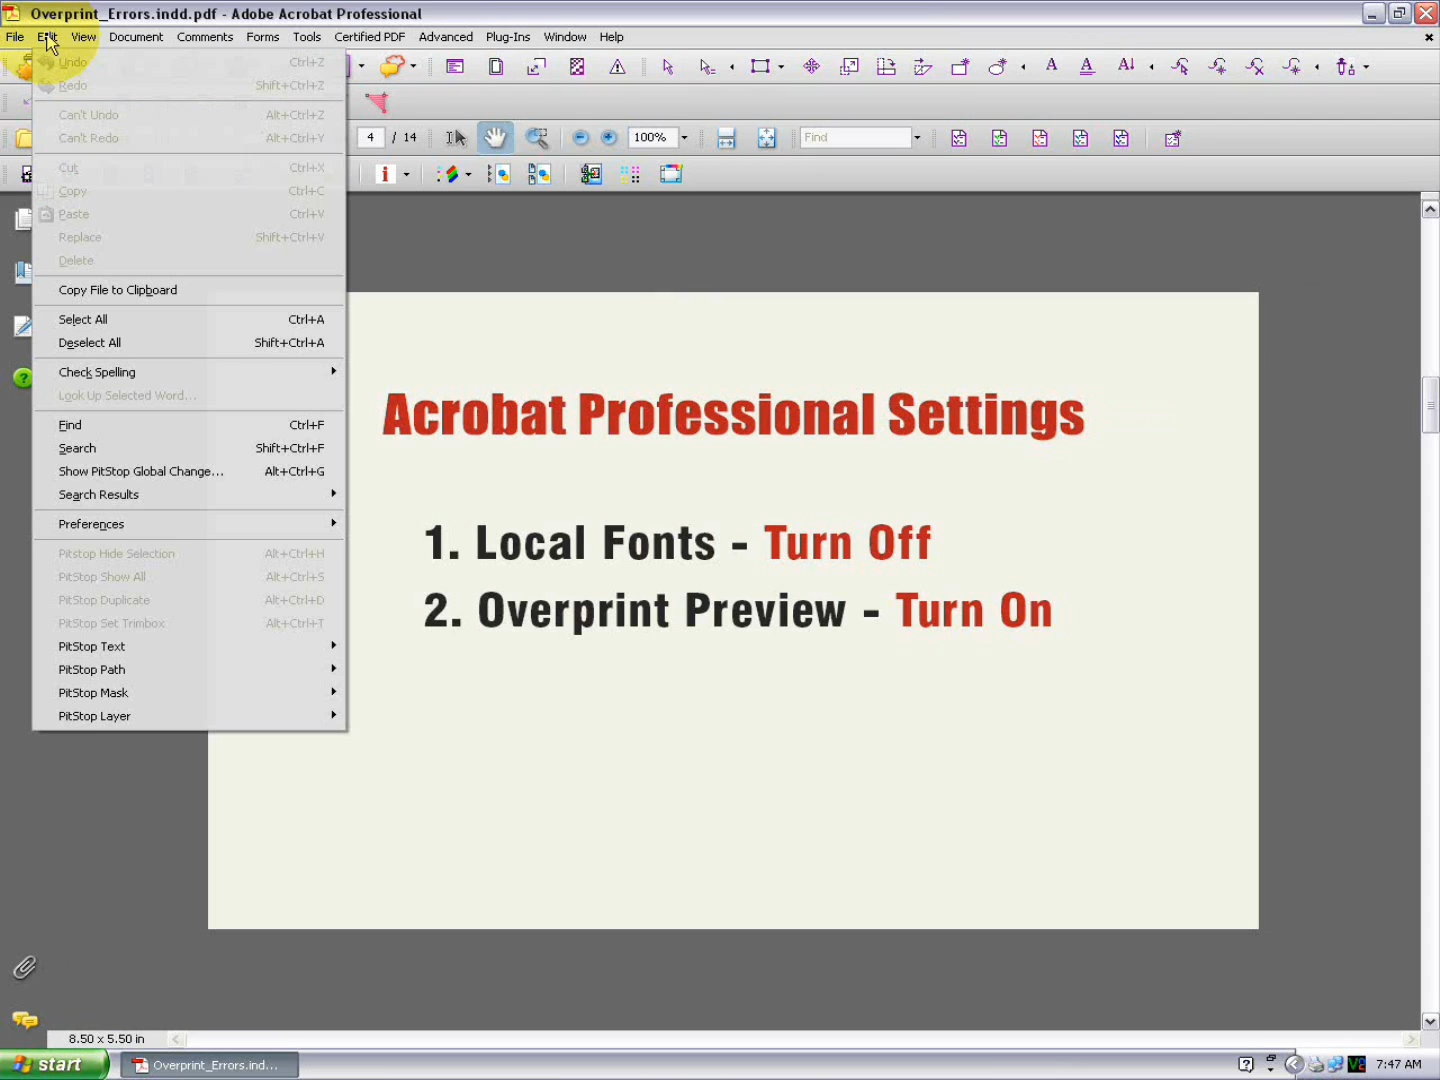 Overprint_Errors.indd.pdf - Adobe Acrobat Professional
File Edit View Document Comments Forms Tools Certified PDF Advanced Plug-Ins Window Help
Undo Ctrl+Z
Redo Shift+Ctrl+Z
Can't Undo Alt+Ctrl+Z
Can't Redo Alt+Ctrl+Y
4 / 14 100% Find
Cut Ctrl+X
Copy Ctrl+C
Paste Ctrl+V
Replace Shift+Ctrl+V
Delete
Copy File to Clipboard
Select All Ctrl+A
Deselect All Shift+Ctrl+A
Check Spelling
Look Up Selected Word...
Find Ctrl+F
Search Shift+Ctrl+F
Show PitStop Global Change... Alt+Ctrl+G
Search Results
Preferences
Pitstop Hide Selection Alt+Ctrl+H
PitStop Show All Alt+Ctrl+S
PitStop Duplicate Alt+Ctrl+D
PitStop Set Trimbox Alt+Ctrl+T
PitStop Text
PitStop Path
PitStop Mask
PitStop Layer
Acrobat Professional Settings
1. Local Fonts - Turn Off
2. Overprint Preview - Turn On
8.50 x 5.50 in
start Overprint_Errors.ind... 7:47 AM